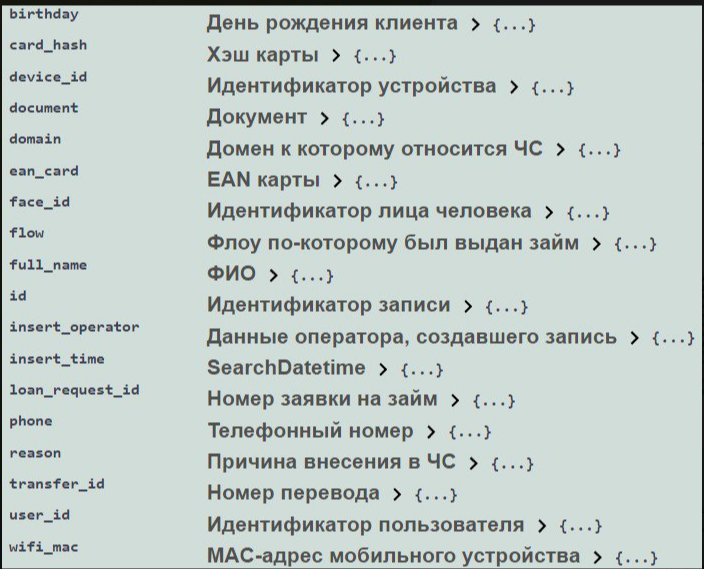 birthday День рождения клиента > {...}
card_hash Хэш карты > {...}
device_id Идентификатор устройства > {...}
document Документ > {...}
domain Домен к которому относится ЧС > {...}
ean_card EAN карты > {...}
face_id Идентификатор лица человека > {...}
flow Флоу по-которому был выдан займ > {...}
full_name ФИО > {...}
id Идентификатор записи > {...}
insert_operator Данные оператора, создавшего запись > {...}
insert_time SearchDatetime > {...}
loan_request_id Номер заявки на займ > {...}
phone Телефонный номер > {...}
reason Причина внесения в ЧС > {...}
transfer_id Номер перевода > {...}
user_id Идентификатор пользователя > {...}
wifi_mac MAC-адрес мобильного устройства > {...}